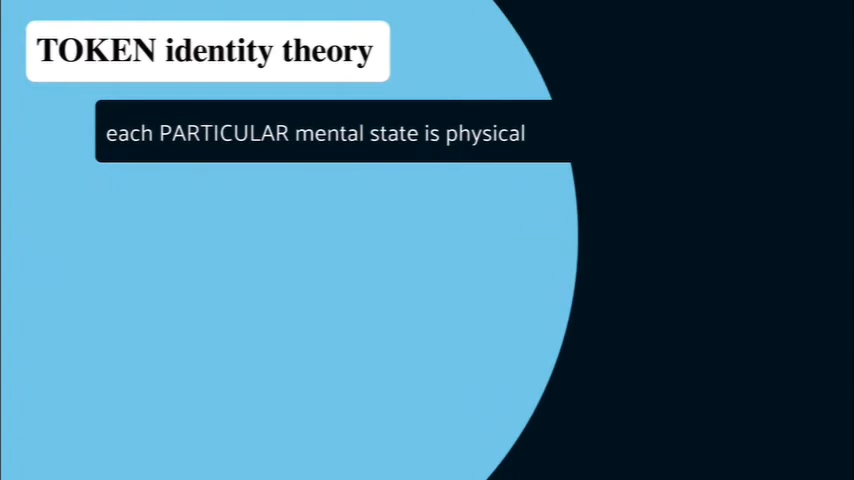 TOKEN identity theory
each PARTICULAR mental state is physical